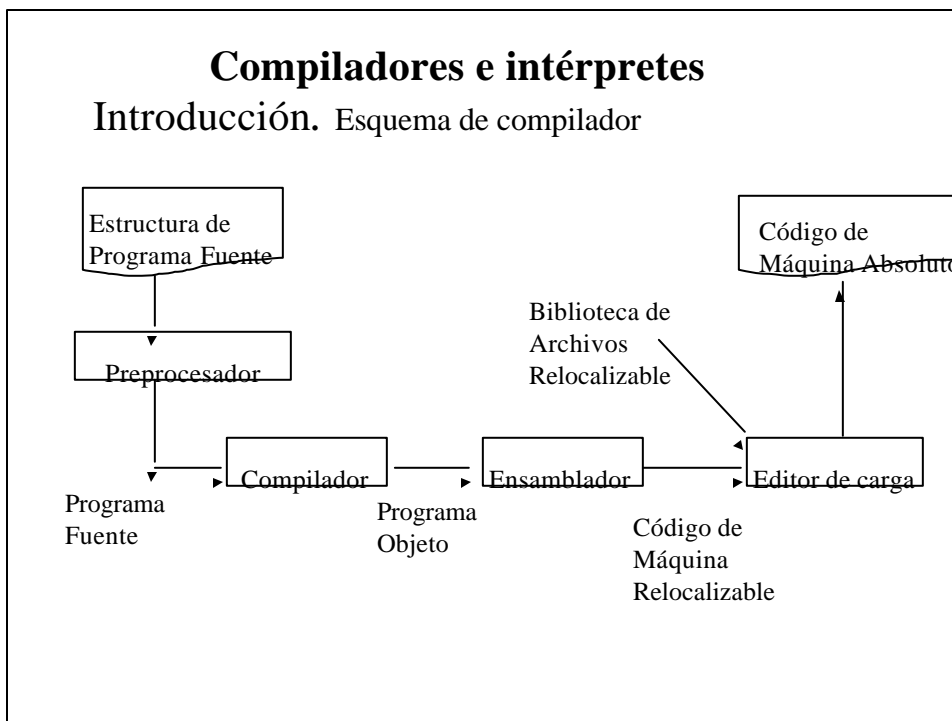 Compiladores e intérpretes
Introducción. Esquema de compilador
Estructura de
Programa Fuente
Código de
Máquina Absoluto
Biblioteca de
Archivos
Relocalizable
Preprocesador
Compilador
Ensamblador
Editor de carga
Programa
Fuente
Programa
Objeto
Código de
Máquina
Relocalizable